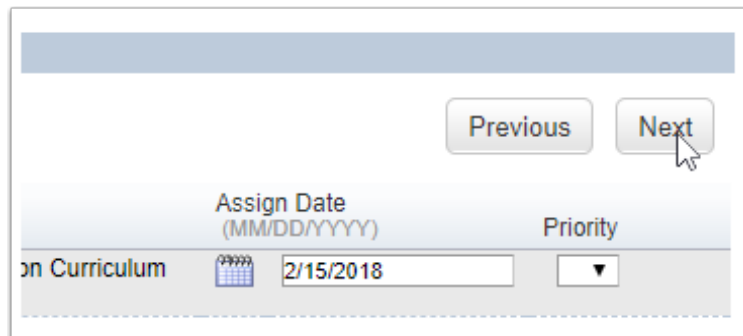 Previous Next
Assign Date
(MM/DD/YYYY) Priority
on Curriculum 2/15/2018